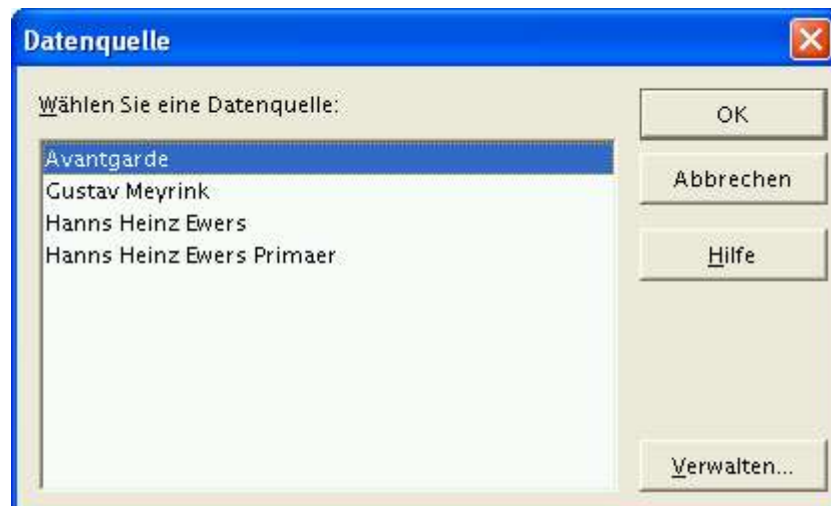 Datenquelle
Wählen Sie eine Datenquelle:
Avantgarde
Gustav Meyrink
Hanns Heinz Ewers
Hanns Heinz Ewers Primaer
OK
Abbrechen
Hilfe
Verwalten...